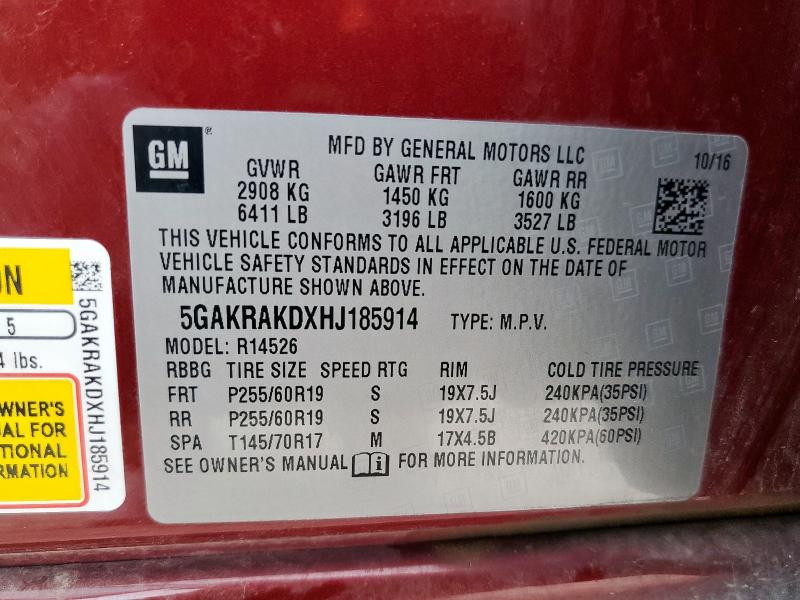 GM
MFD BY GENERAL MOTORS LLC
10/16
GVWR GAWR FRT GAWR RR
2908 KG 1450 KG 1600 KG
6411 LB 3196 LB 3527 LB
THIS VEHICLE CONFORMS TO ALL APPLICABLE U.S. FEDERAL MOTOR
VEHICLE SAFETY STANDARDS IN EFFECT ON THE DATE OF
MANUFACTURE SHOWN ABOVE.
5GAKRAKDXHJ185914 TYPE: M.P.V.
MODEL: R14526
RBBG TIRE SIZE SPEED RTG RIM COLD TIRE PRESSURE
FRT P255/60R19 S 19X7.5J 240KPA(35PSI)
RR P255/60R19 S 19X7.5J 240KPA(35PSI)
SPA T145/70R17 M 17X4.5B 420KPA(60PSI)
SEE OWNER'S MANUAL FOR MORE INFORMATION.
5
lbs.
5GAKRAKDXHJ185914
FOR